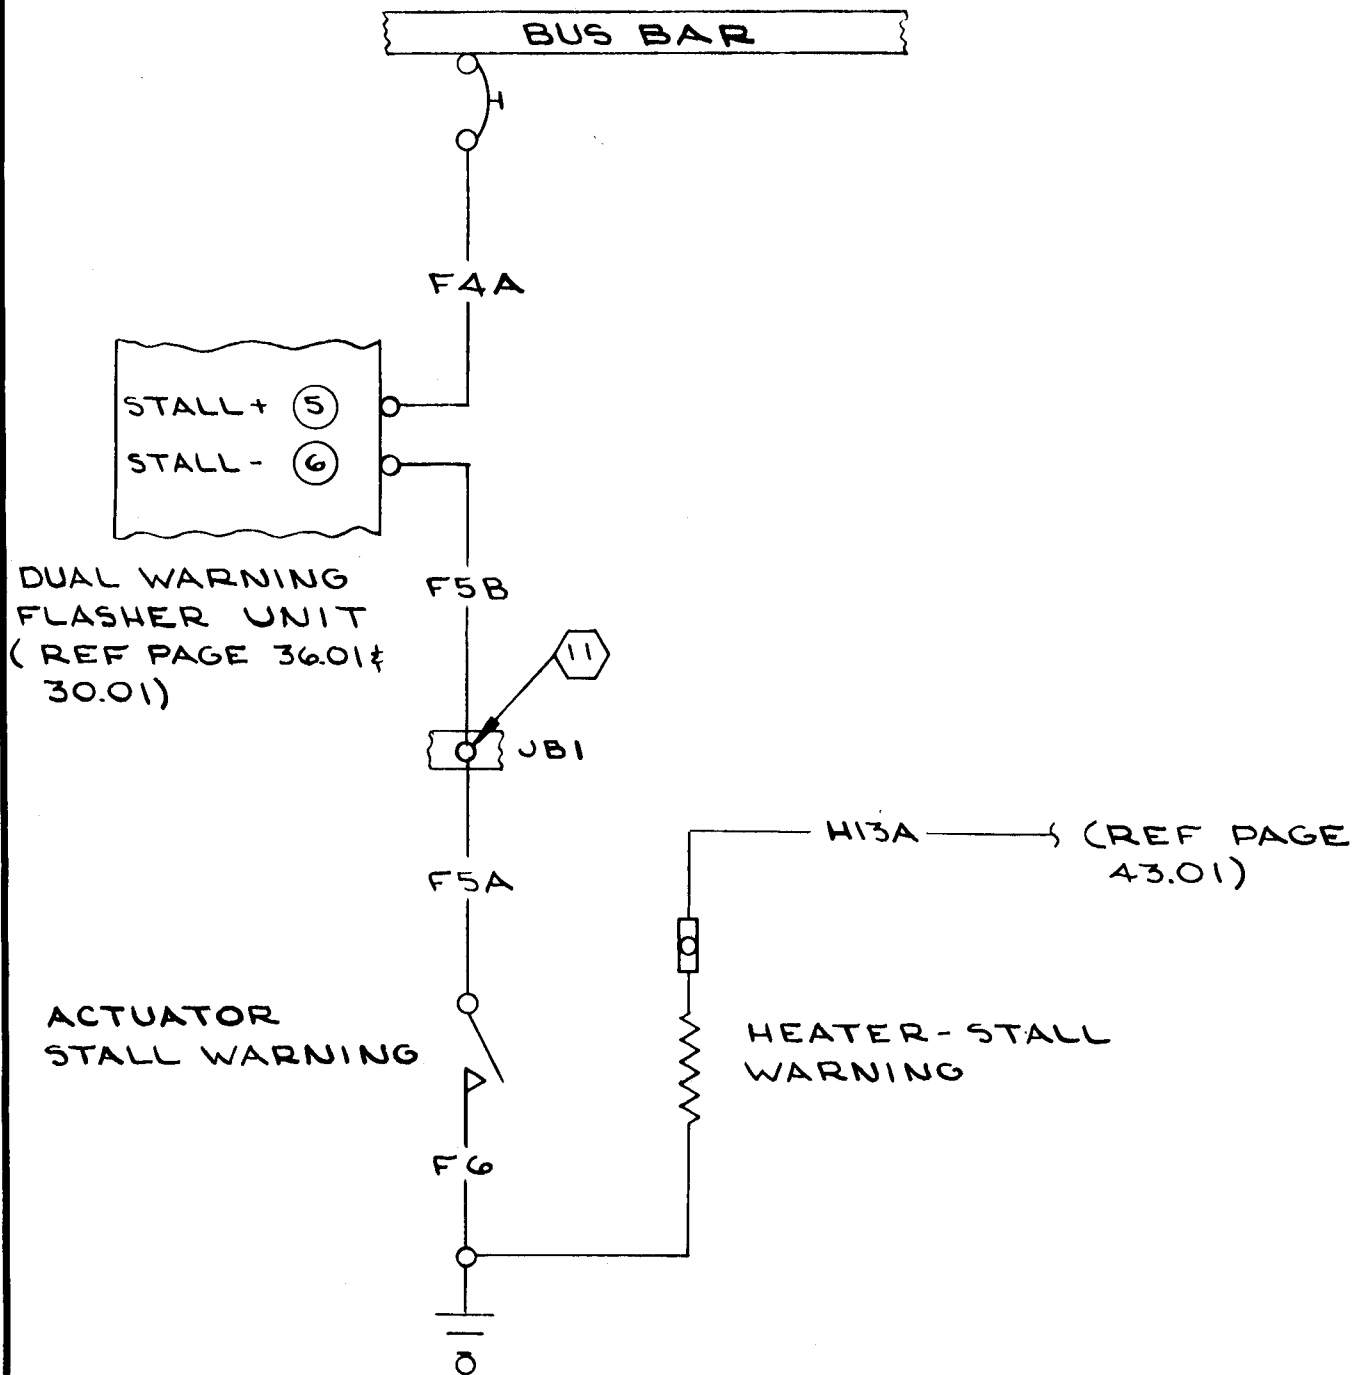 BUS BAR
F4A
STALL+ 5
STALL- 6
DUAL WARNING
FLASHER UNIT
(REF PAGE 36.01 &
30.01)
F5B
11
JB1
F5A
H13A
(REF PAGE
43.01)
ACTUATOR
STALL WARNING
HEATER-STALL
WARNING
F6